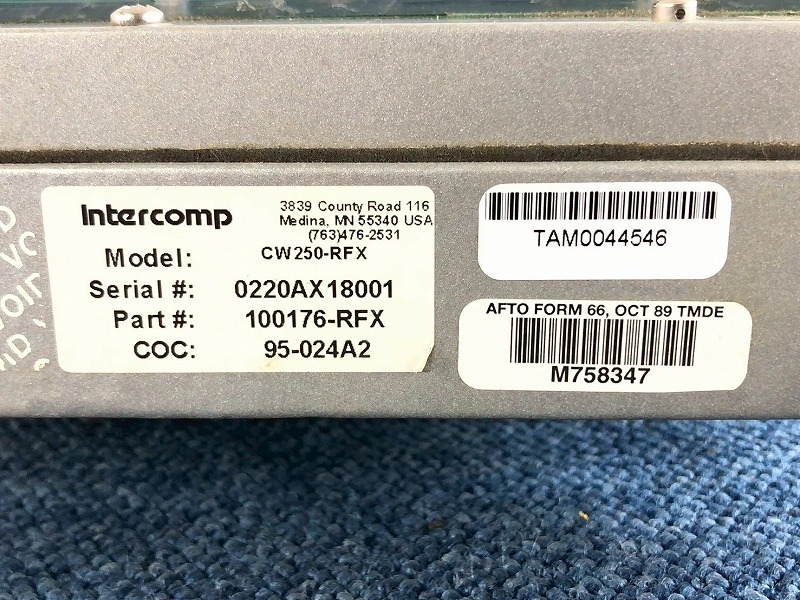 Intercomp
3839 County Road 116
Medina, MN 55340 USA
(763)476-2531
Model: CW250-RFX
Serial #: 0220AX18001
Part #: 100176-RFX
COC: 95-024A2
TAM0044546
AFTO FORM 66, OCT 89 TMDE
M758347